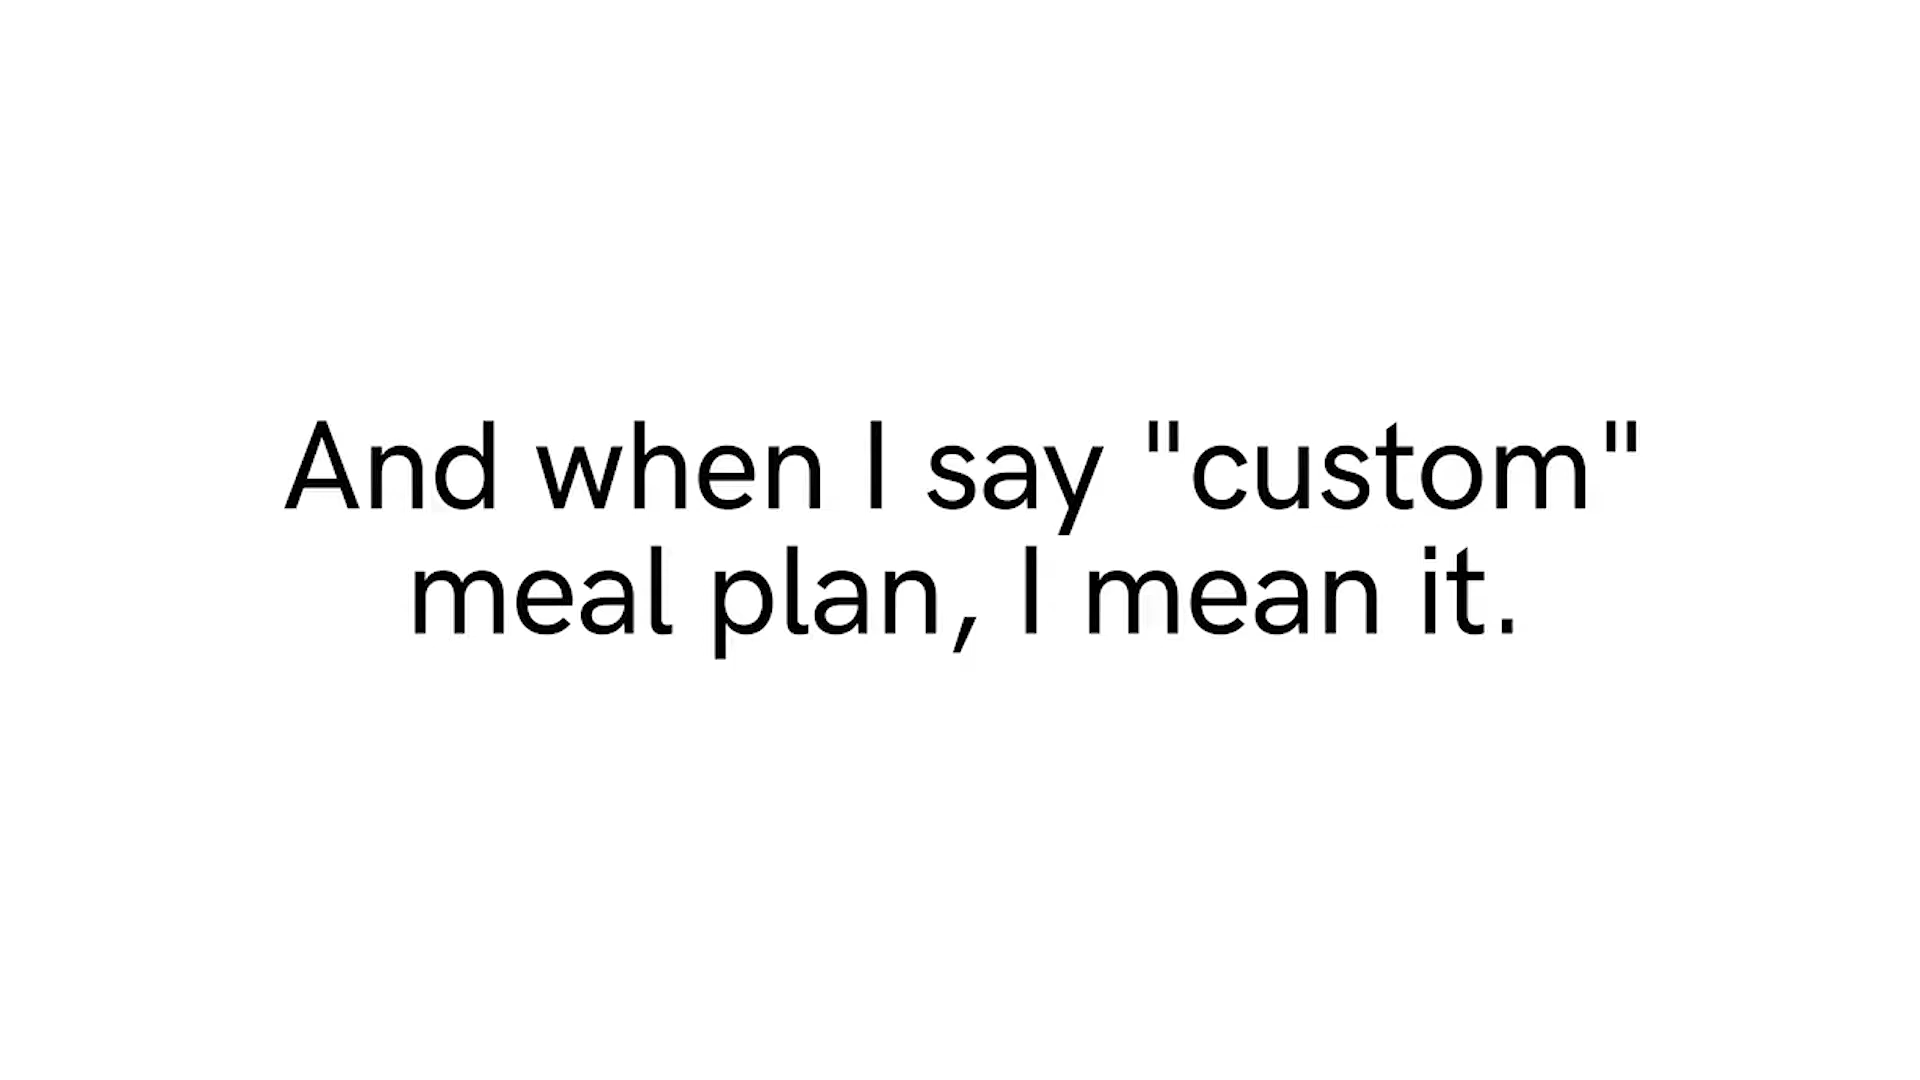 And when I say "custom"
meal plan, I mean it.